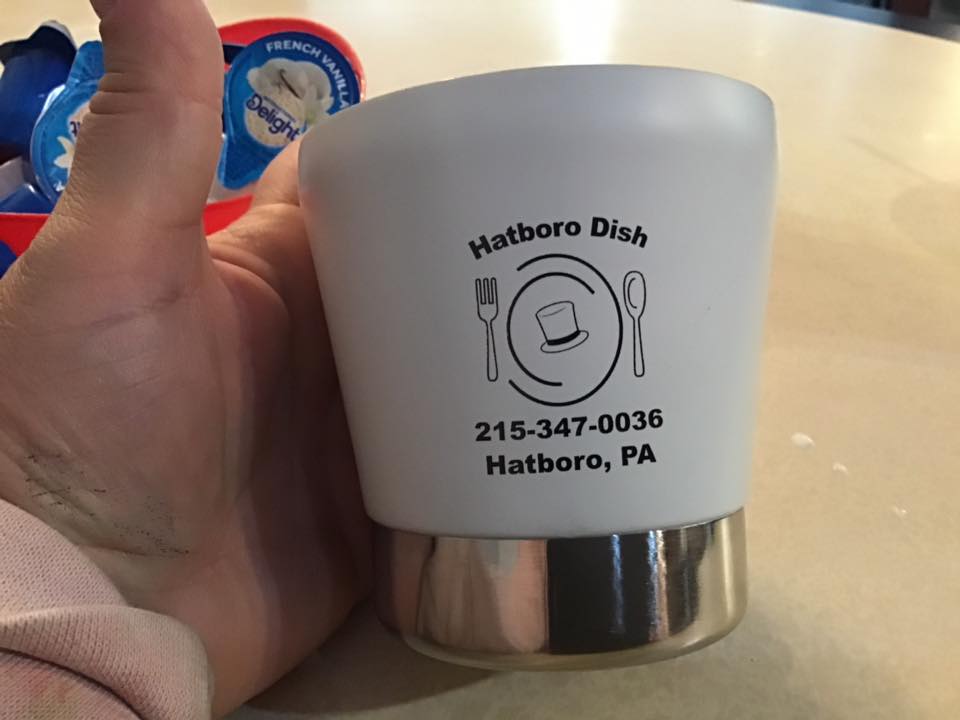 FRENCH VANILLA
Delight
Hatboro Dish
215-347-0036
Hatboro, PA